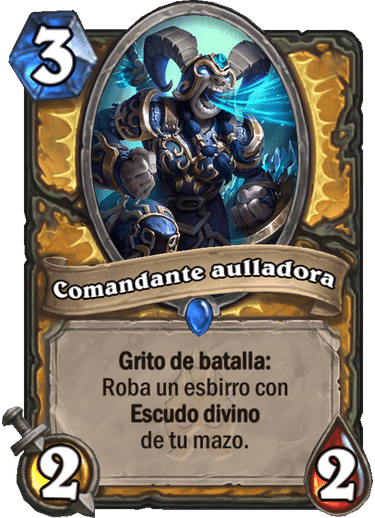 3
Comandante aulladora
Grito de batalla:
Roba un esbirro con
Escudo divino
de tu mazo.
2
2